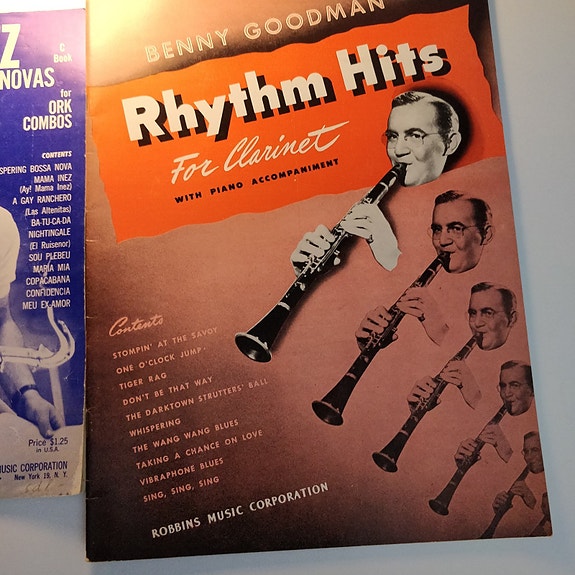 Z
C
Book
NOVAS
for
ORK
COMBOS
CONTENTS
BOSSA NOVA
MAMA INEZ
(Ay! Mama Inez)
A GAY RANCHERO
(Las Altenitas)
BA-TU-CA-DA
NIGHTINGALE
(El Ruisenor)
SOU PLEBEU
MARIA MIA
COPACABANA
CONFIDENCIA
MEU EX-AMOR
Price $1.25
in U.S.A.
MUSIC CORPORATION
New York 19, N. Y.
BENNY GOODMAN
Rhythm Hits
For Clarinet
WITH PIANO ACCOMPANIMENT
Contents
STOMPIN' AT THE SAVOY
ONE O'CLOCK JUMP
TIGER RAG
DON'T BE THAT WAY
THE DARKTOWN STRUTTERS' BALL
WHISPERING
THE WANG WANG BLUES
TAKING A CHANCE ON LOVE
VIBRAPHONE BLUES
SING, SING, SING
ROBBINS MUSIC CORPORATION